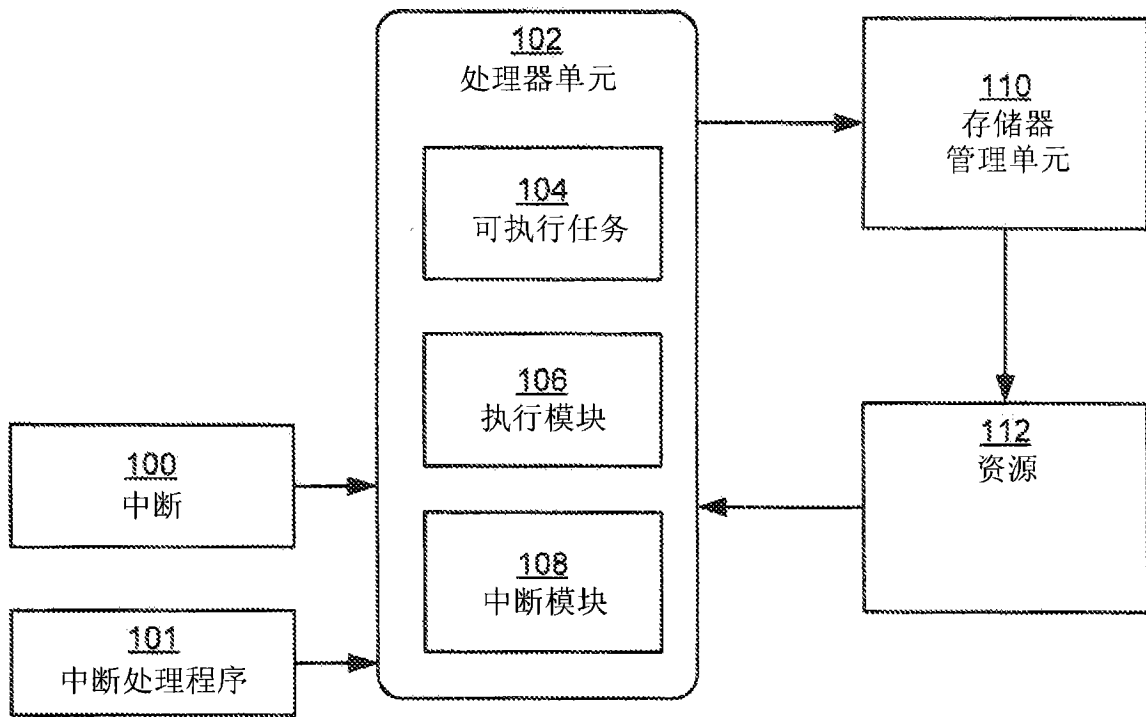 102
处理器单元
104
可执行任务
106
执行模块
108
中断模块
110
存储器
管理单元
112
资源
100
中断
101
中断处理程序